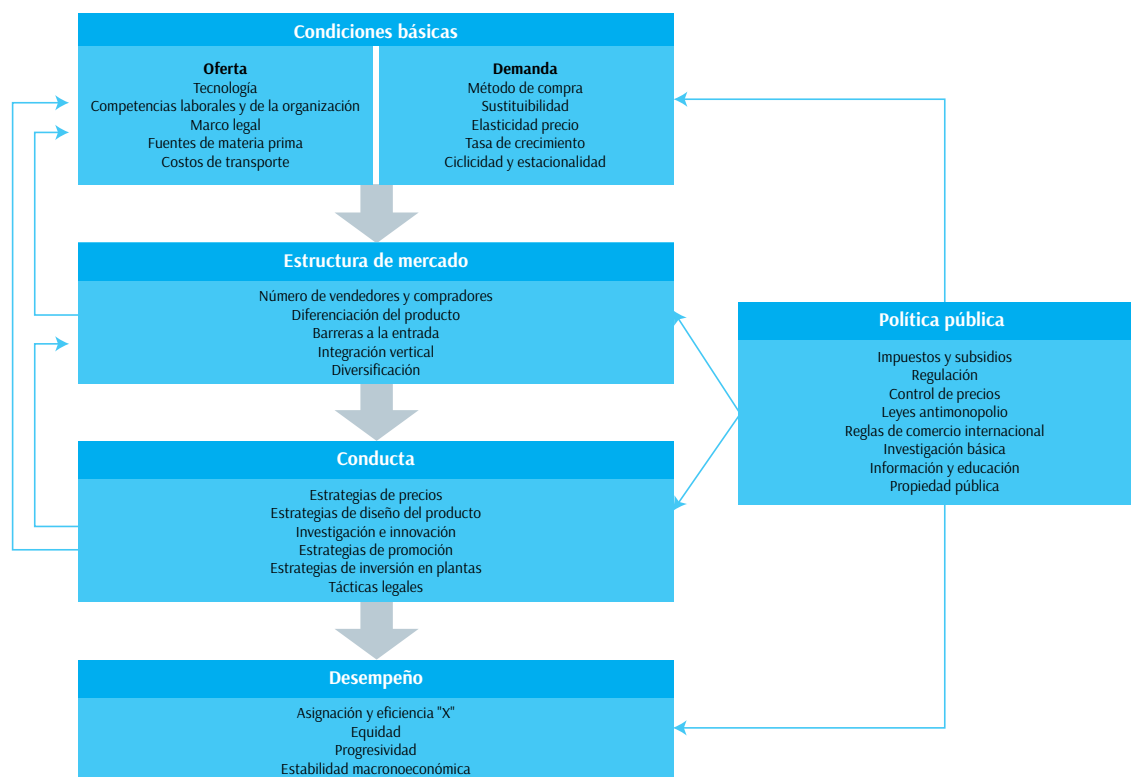 Condiciones básicas
Oferta
Tecnología
Competencias laborales y de la organización
Marco legal
Fuentes de materia prima
Costos de transporte
Demanda
Método de compra
Sustituibilidad
Elasticidad precio
Tasa de crecimiento
Ciclicidad y estacionalidad
Estructura de mercado
Número de vendedores y compradores
Diferenciación del producto
Barreras a la entrada
Integración vertical
Diversificación
Conducta
Estrategias de precios
Estrategias de diseño del producto
Investigación e innovación
Estrategias de promoción
Estrategias de inversión en plantas
Tácticas legales
Desempeño
Asignación y eficiencia "X"
Equidad
Progresividad
Estabilidad macronoeconómica
Política pública
Impuestos y subsidios
Regulación
Control de precios
Leyes antimonopolio
Reglas de comercio internacional
Investigación básica
Información y educación
Propiedad pública